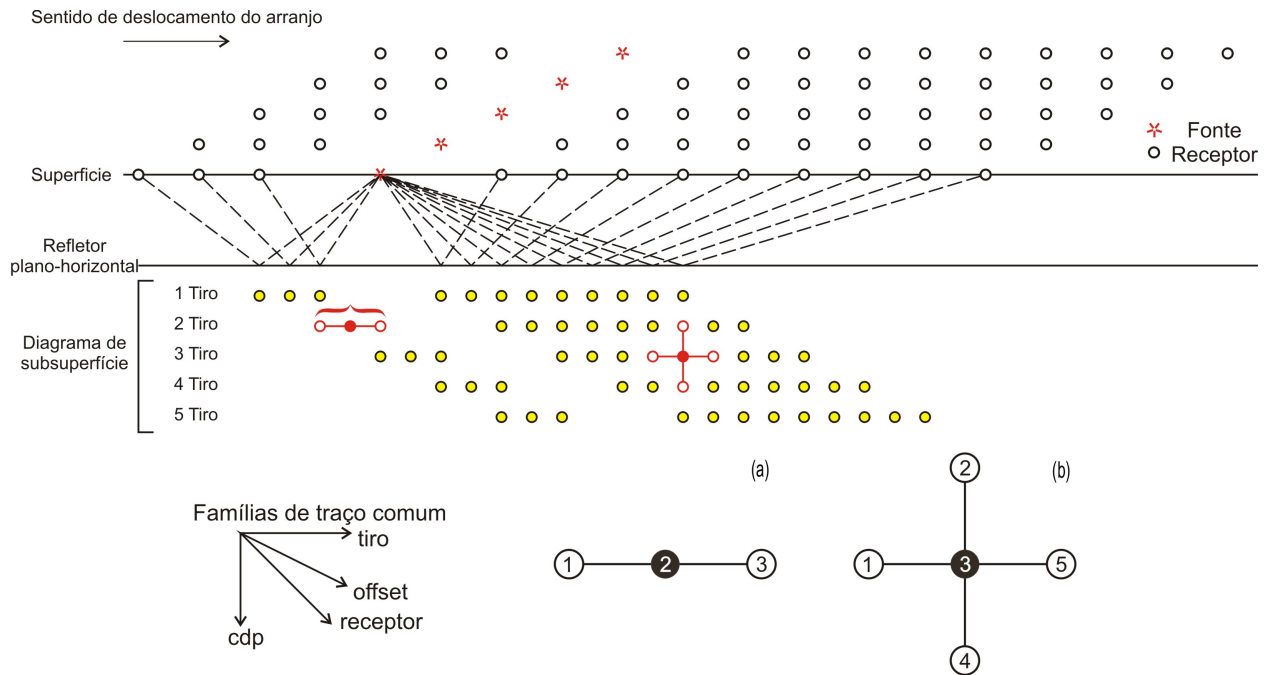 Sentido de deslocamento do arranjo
Fonte
Receptor
Superficie
Refletor
plano-horizontal
Diagrama de
subsuperfície
1 Tiro
2 Tiro
3 Tiro
4 Tiro
5 Tiro
Famílias de traço comum
tiro
offset
receptor
cdp
(a)
1
2
3
(b)
2
1
3
5
4